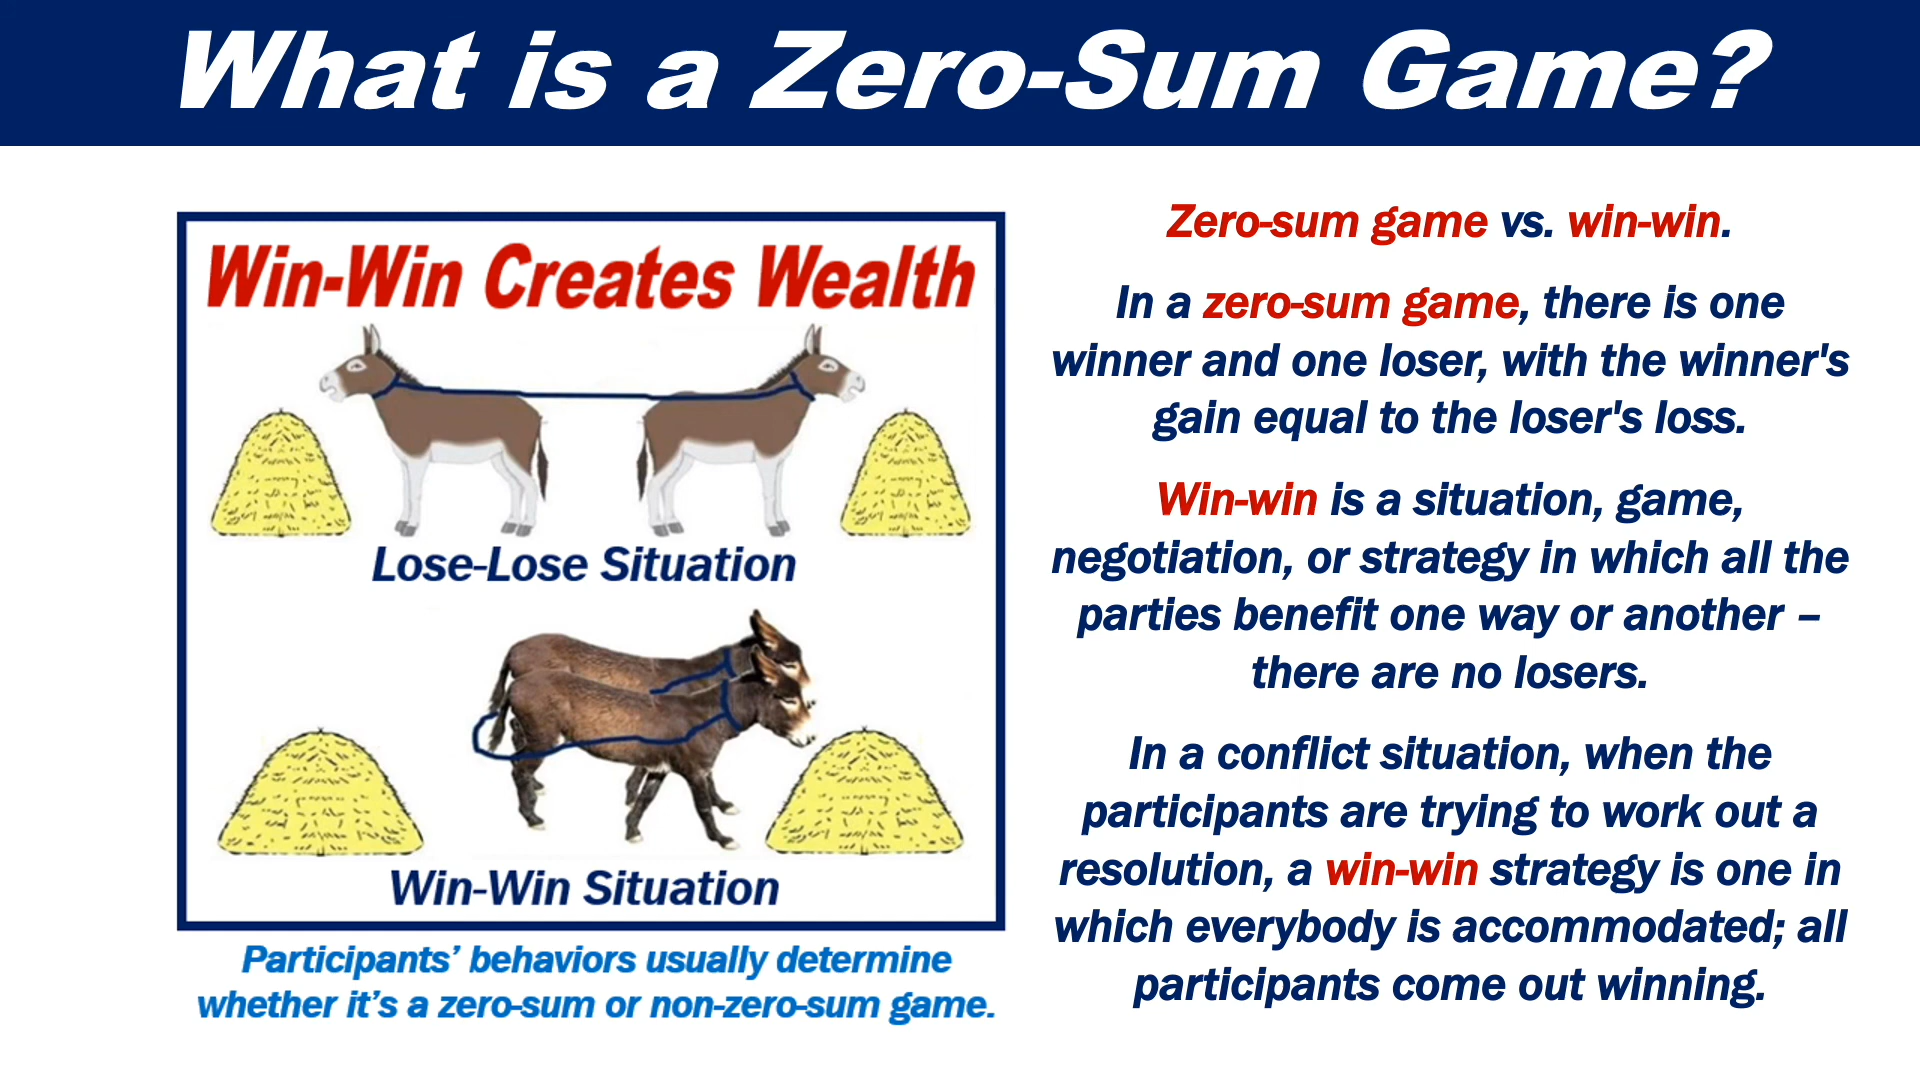 What is a Zero-Sum Game?
Win-Win Creates Wealth
Lose-Lose Situation
Win-Win Situation
Participants’ behaviors usually determine
whether it’s a zero-sum or non-zero-sum game.
Zero-sum game vs. win-win.
In a zero-sum game, there is one
winner and one loser, with the winner's
gain equal to the loser's loss.
Win-win is a situation, game,
negotiation, or strategy in which all the
parties benefit one way or another –
there are no losers.
In a conflict situation, when the
participants are trying to work out a
resolution, a win-win strategy is one in
which everybody is accommodated; all
participants come out winning.